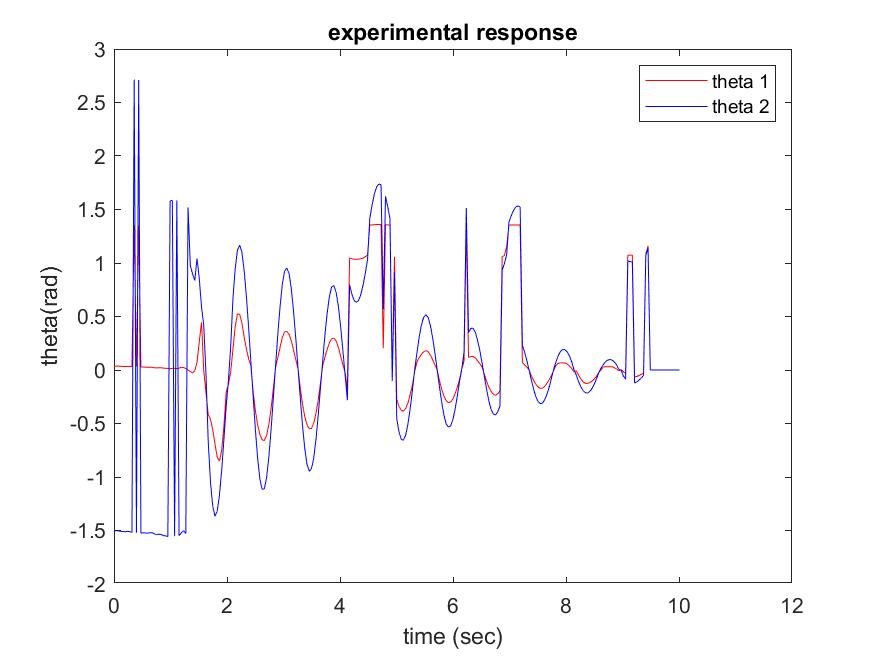 experimental response
3
2.5
2
1.5
1
0.5
0
-0.5
-1
-1.5
-2
theta(rad)
theta 1
theta 2
0 2 4 6 8 10 12
time (sec)